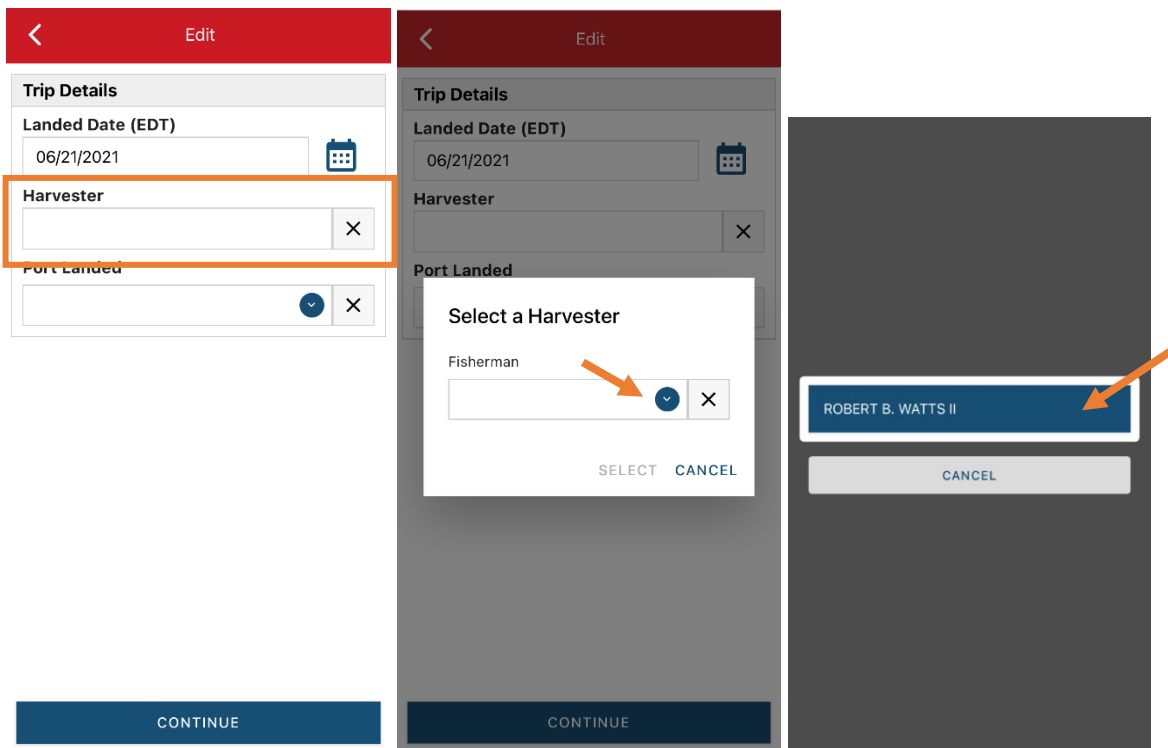 Edit
Trip Details
Landed Date (EDT)
06/21/2021
Harvester
Port Landed
CONTINUE
Edit
Trip Details
Landed Date (EDT)
06/21/2021
Harvester
Port Landed
Select a Harvester
Fisherman
SELECT CANCEL
CONTINUE
ROBERT B. WATTS II
CANCEL